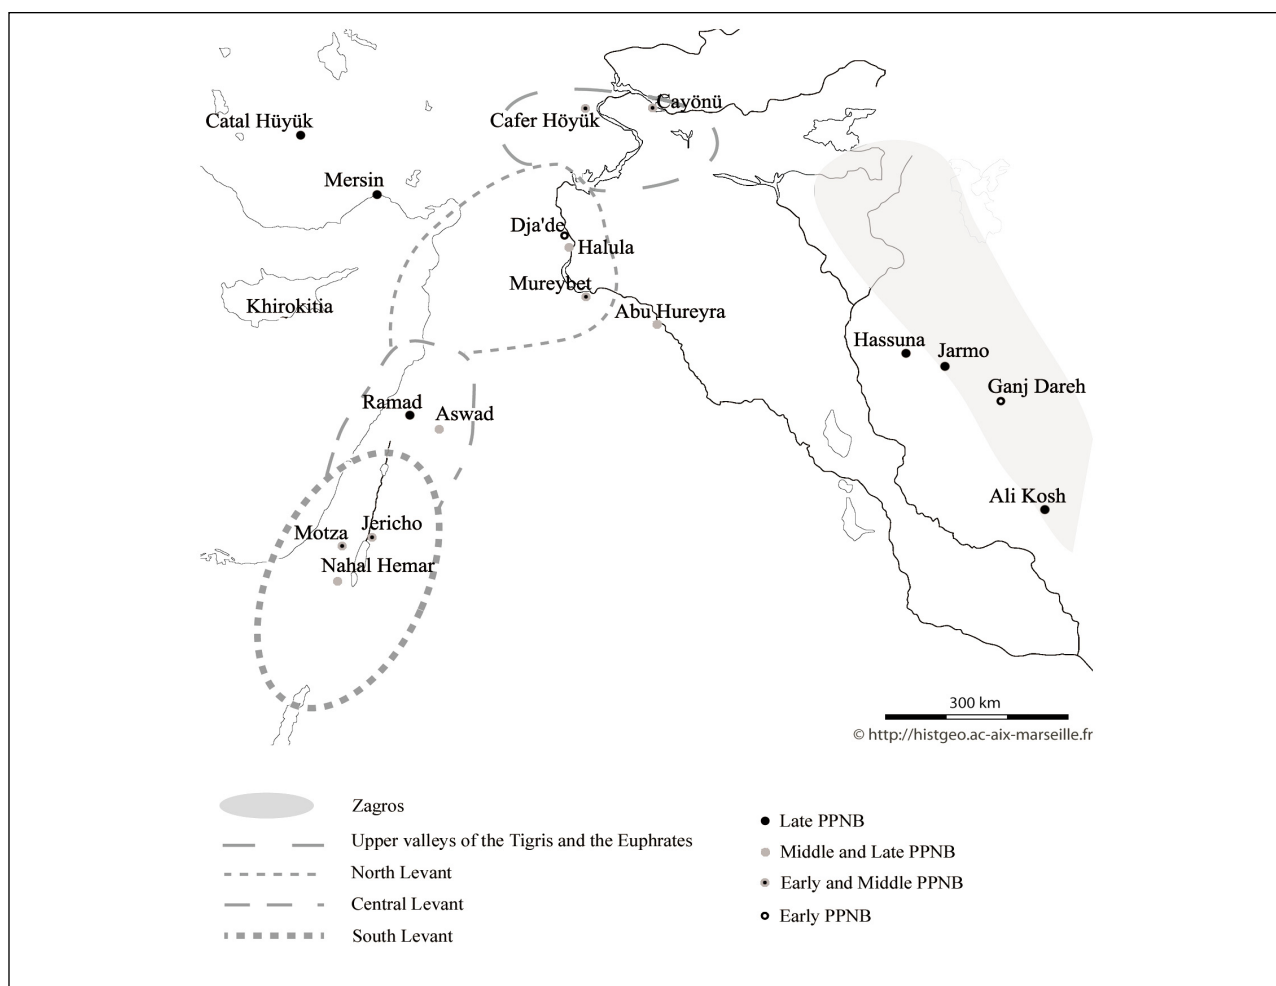 Cayönü
Cafer Höyük
Catal Hüyük
Mersin
Dja'de
Halula
Mureybet
Khirokitia
Abu Hureyra
Hassuna
Jarmo
Ganj Dareh
Ramad
Aswad
Ali Kosh
Motza
Jericho
Nahal Hemar
300 km
© http://histgeo.ac-aix-marseille.fr
Zagros
Upper valleys of the Tigris and the Euphrates
North Levant
Central Levant
South Levant
Late PPNB
Middle and Late PPNB
Early and Middle PPNB
Early PPNB